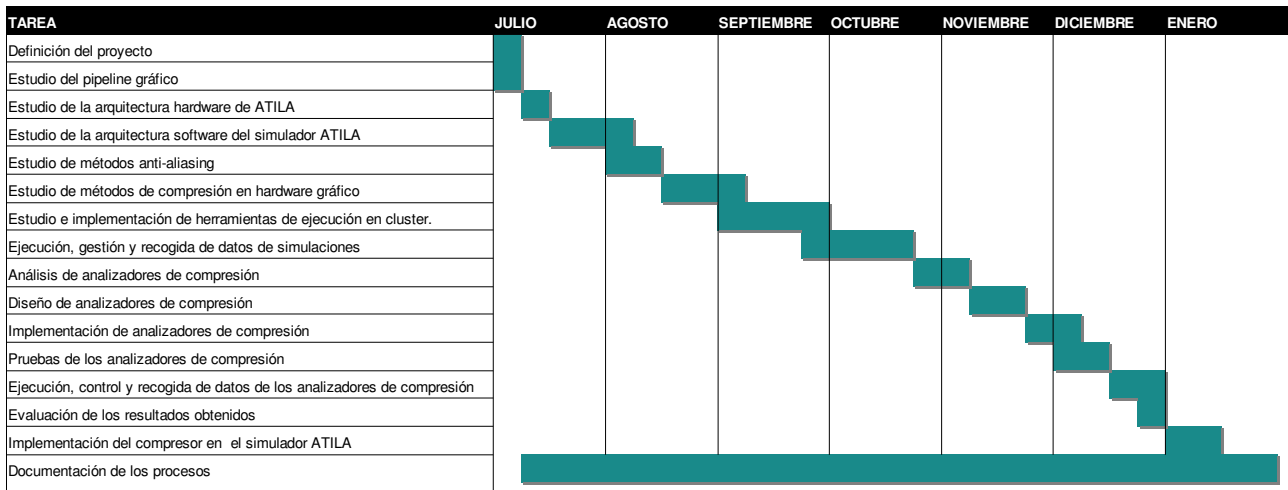 TAREA JULIO AGOSTO SEPTIEMBRE OCTUBRE NOVIEMBRE DICIEMBRE ENERO
Definición del proyecto
Estudio del pipeline gráfico
Estudio de la arquitectura hardware de ATILA
Estudio de la arquitectura software del simulador ATILA
Estudio de métodos anti-aliasing
Estudio de métodos de compresión en hardware gráfico
Estudio e implementación de herramientas de ejecución en cluster.
Ejecución, gestión y recogida de datos de simulaciones
Análisis de analizadores de compresión
Diseño de analizadores de compresión
Implementación de analizadores de compresión
Pruebas de los analizadores de compresión
Ejecución, control y recogida de datos de los analizadores de compresión
Evaluación de los resultados obtenidos
Implementación del compresor en el simulador ATILA
Documentación de los procesos